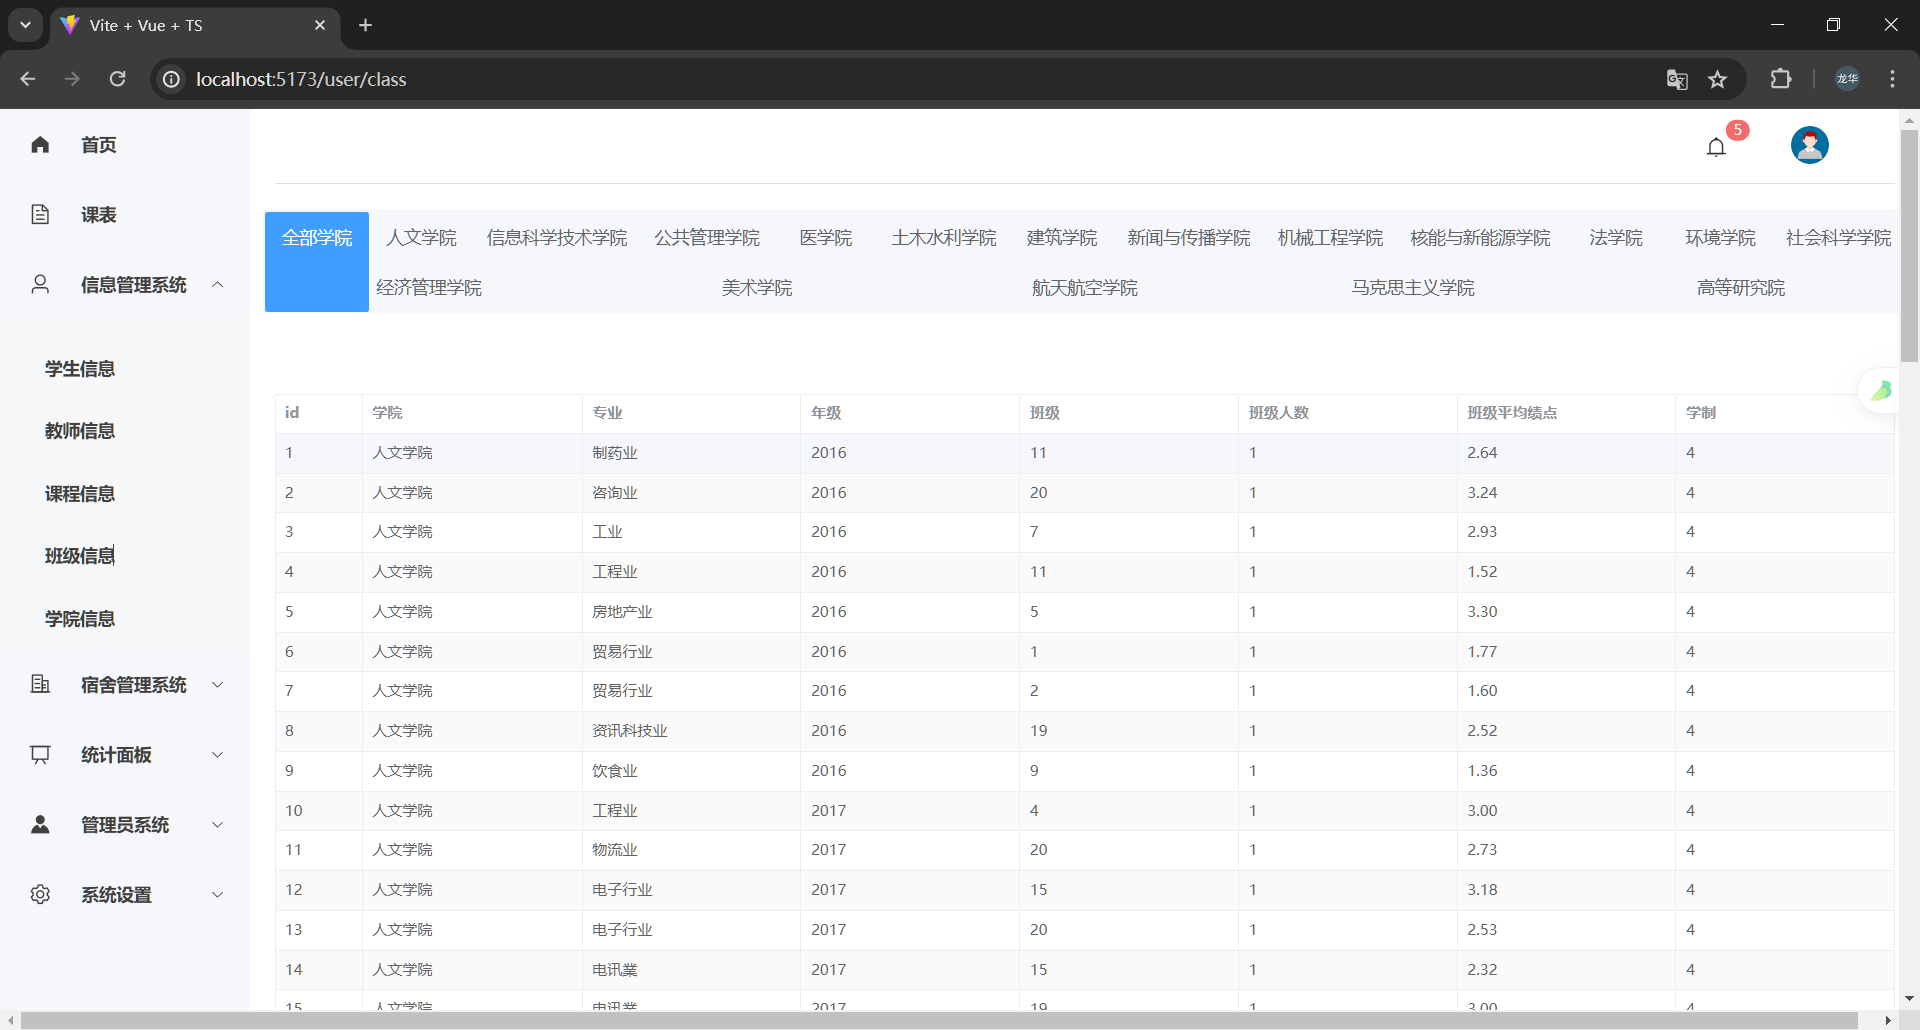 Vite + Vue + TS
localhost:5173/user/class
龙华
首页
课表
信息管理系统
学生信息
教师信息
课程信息
班级信息
学院信息
宿舍管理系统
统计面板
管理员系统
系统设置
5
全部学院 人文学院 信息科学技术学院 公共管理学院 医学院 土木水利学院 建筑学院 新闻与传播学院 机械工程学院 核能与新能源学院 法学院 环境学院 社会科学学院
经济管理学院 美术学院 航天航空学院 马克思主义学院 高等研究院
id 学院 专业 年级 班级 班级人数 班级平均绩点 学制
1 人文学院 制药业 2016 11 1 2.64 4
2 人文学院 咨询业 2016 20 1 3.24 4
3 人文学院 工业 2016 7 1 2.93 4
4 人文学院 工程业 2016 11 1 1.52 4
5 人文学院 房地产业 2016 5 1 3.30 4
6 人文学院 贸易行业 2016 1 1 1.77 4
7 人文学院 贸易行业 2016 2 1 1.60 4
8 人文学院 资讯科技业 2016 19 1 2.52 4
9 人文学院 饮食业 2016 9 1 1.36 4
10 人文学院 工程业 2017 4 1 3.00 4
11 人文学院 物流业 2017 20 1 2.73 4
12 人文学院 电子行业 2017 15 1 3.18 4
13 人文学院 电子行业 2017 20 1 2.53 4
14 人文学院 电讯業 2017 15 1 2.32 4
15 人文学院 电讯業 2017 19 1 3.00 4